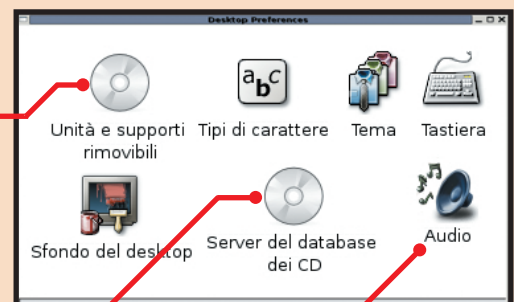 Desktop Preferences
abc
Unità e supporti rimovibili
Tipi di carattere
Tema
Tastiera
Sfondo del desktop
Server del database dei CD
Audio